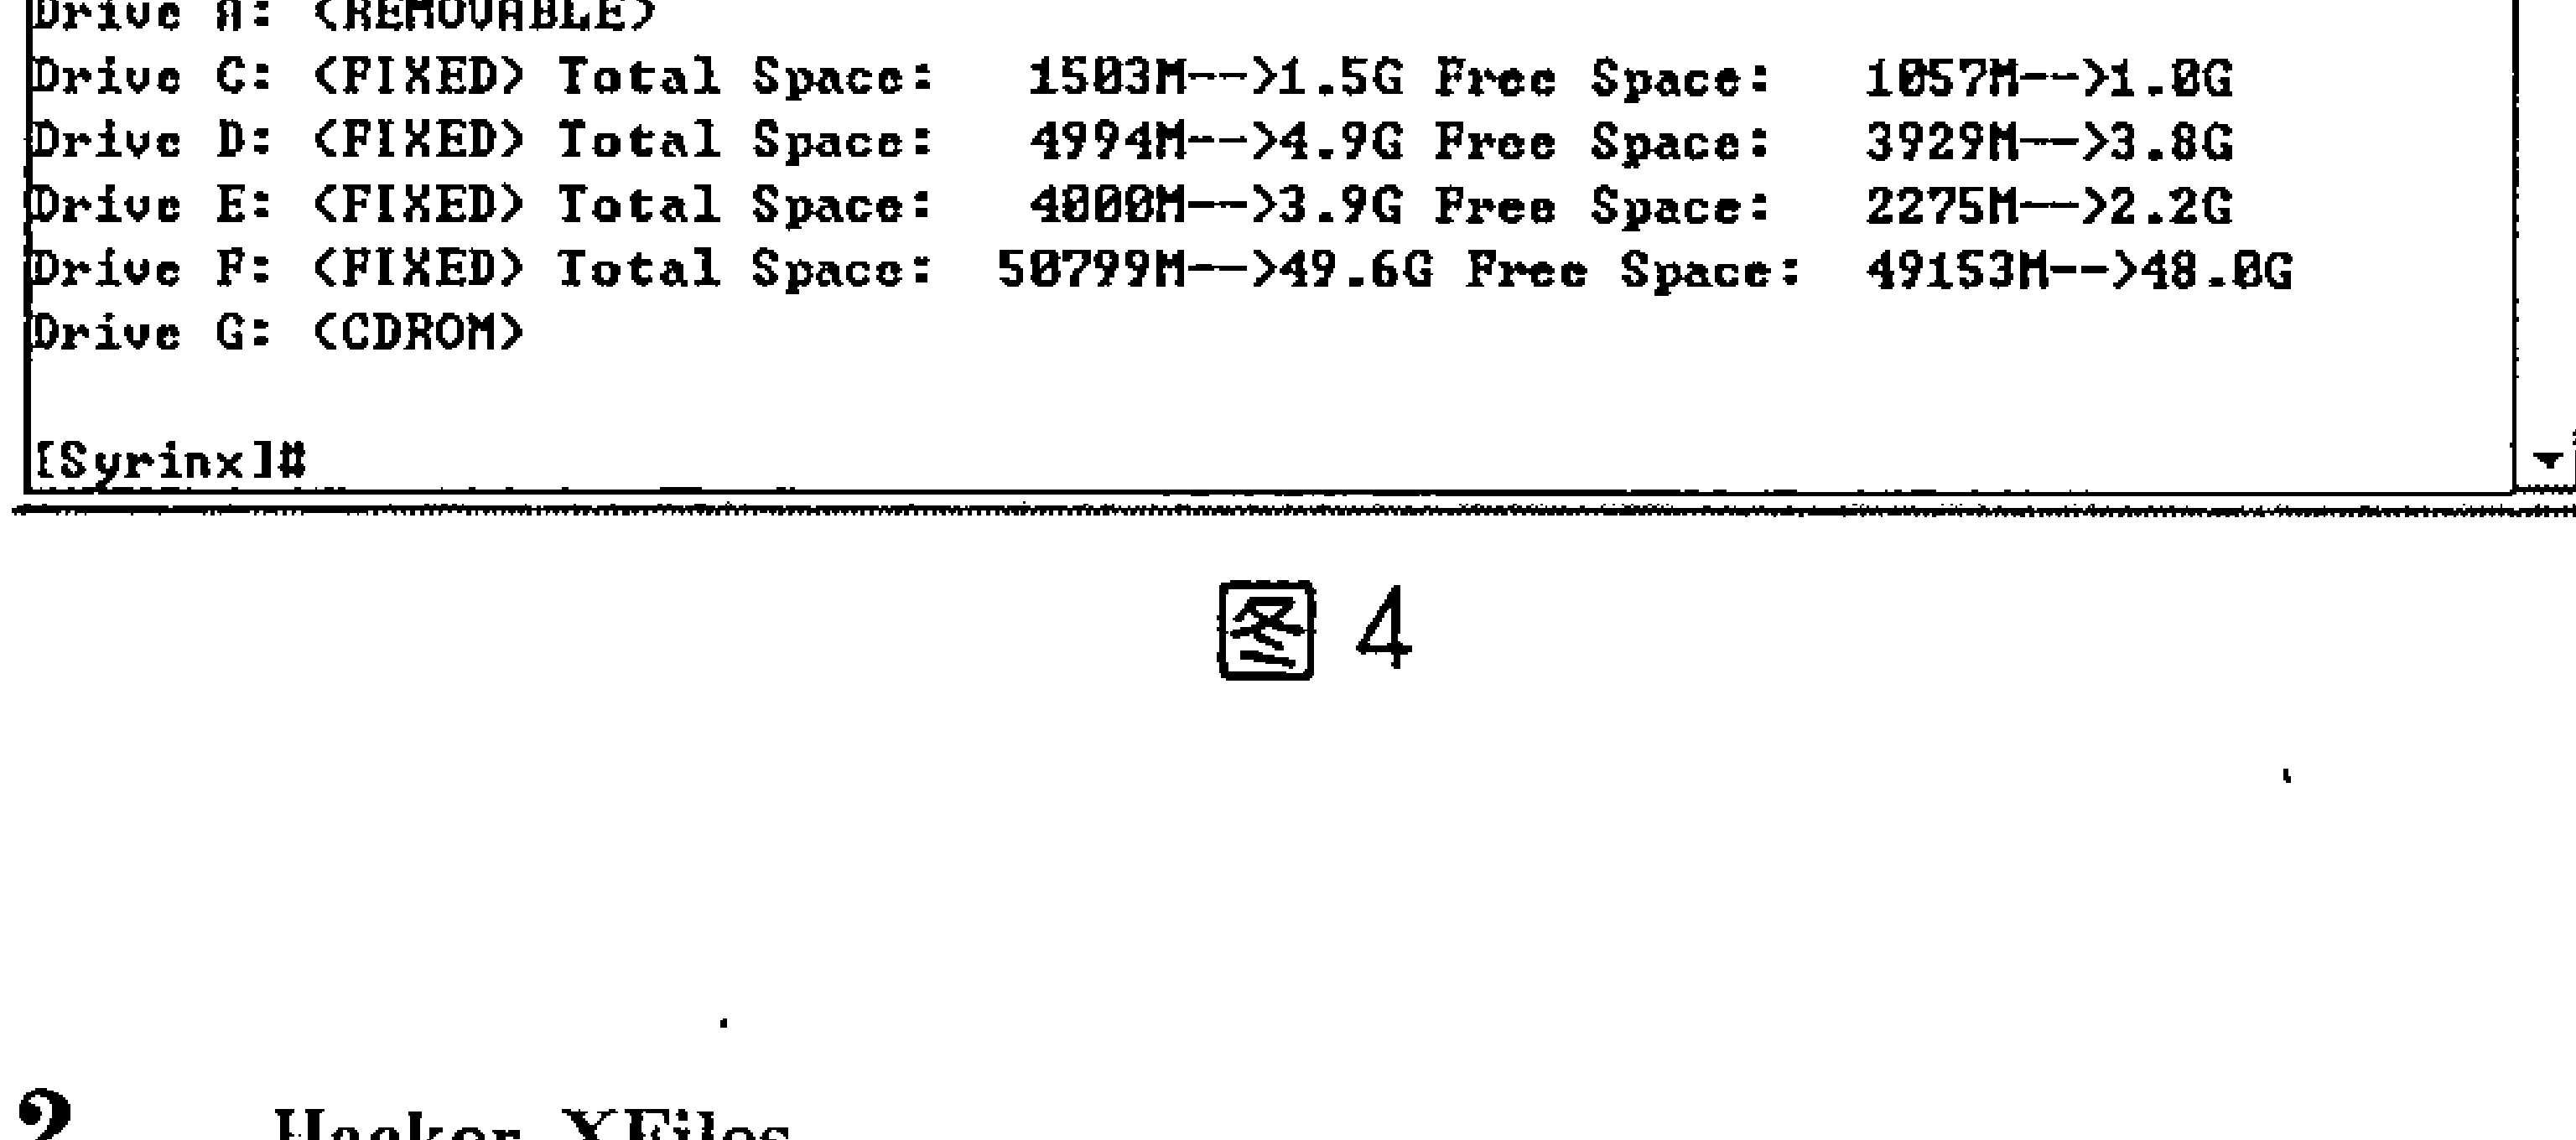 Drive A: (REMOVABLE)
Drive C: (FIXED) Total Space:   1503M-->1.5G Free Space:   1057M-->1.0G
Drive D: (FIXED) Total Space:   4994M-->4.9G Free Space:   3929M-->3.8G
Drive E: (FIXED) Total Space:   4000M-->3.9G Free Space:   2275M-->2.2G
Drive F: (FIXED) Total Space:  50799M-->49.6G Free Space:  49153M-->48.0G
Drive G: (CDROM)
[Syrinx]#
图 4
Hacker XFiles